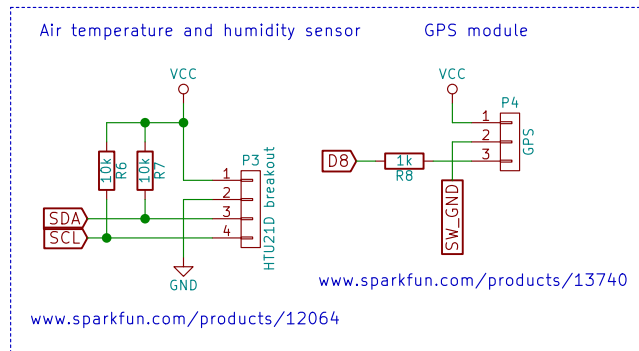 Air temperature and humidity sensor
GPS module
VCC
10k
R6
10k
R7
P3
1
2
3
4
HTU21D breakout
SDA
SCL
GND
www.sparkfun.com/products/12064
VCC
P4
1
2
3
GPS
D8
1k
R8
SW_GND
www.sparkfun.com/products/13740